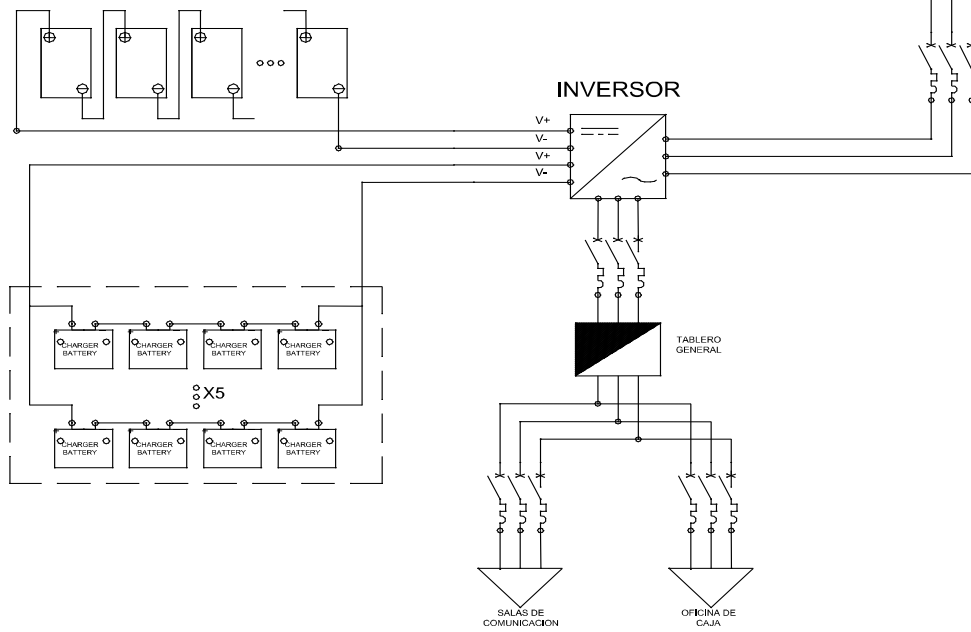 INVERSOR
V+
V-
V+
V-
CHARGER
BATTERY
CHARGER
BATTERY
CHARGER
BATTERY
CHARGER
BATTERY
X5
CHARGER
BATTERY
CHARGER
BATTERY
CHARGER
BATTERY
CHARGER
BATTERY
TABLERO
GENERAL
SALAS DE
COMUNICACION
OFICINA DE
CAJA